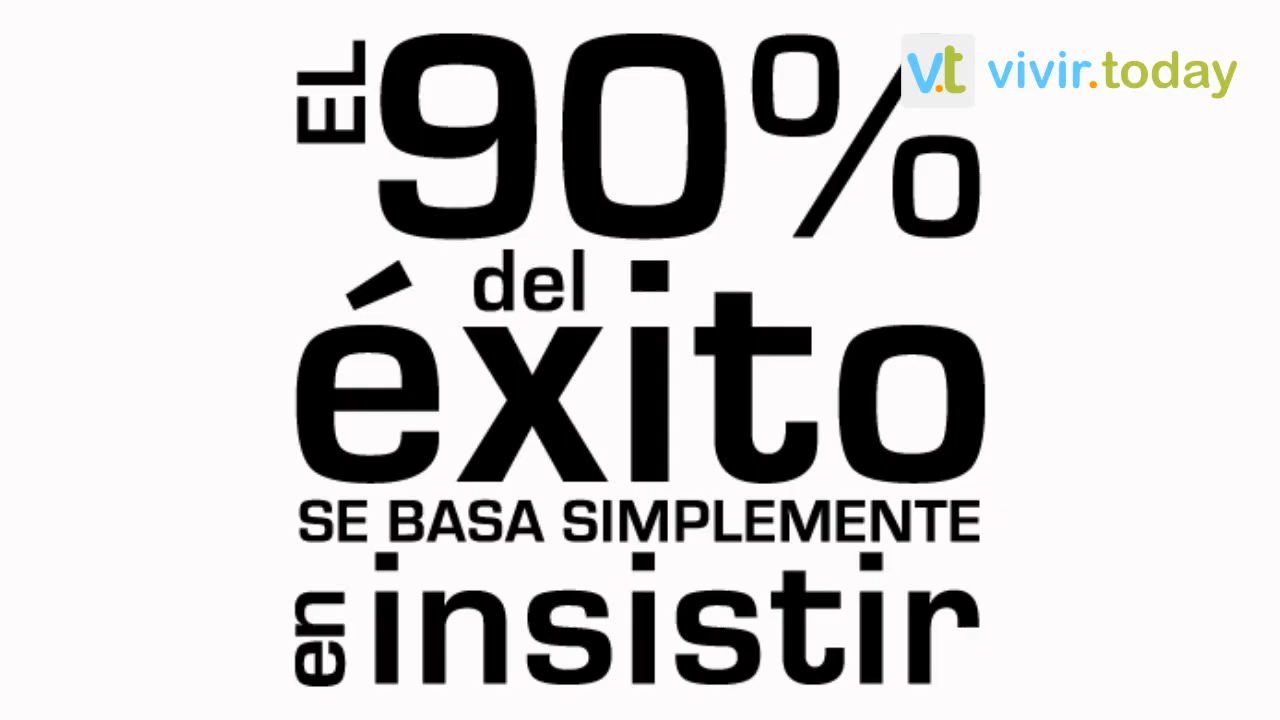 EL 90%
v.t vivir.today
del
éxito
SE BASA SIMPLEMENTE
en insistir